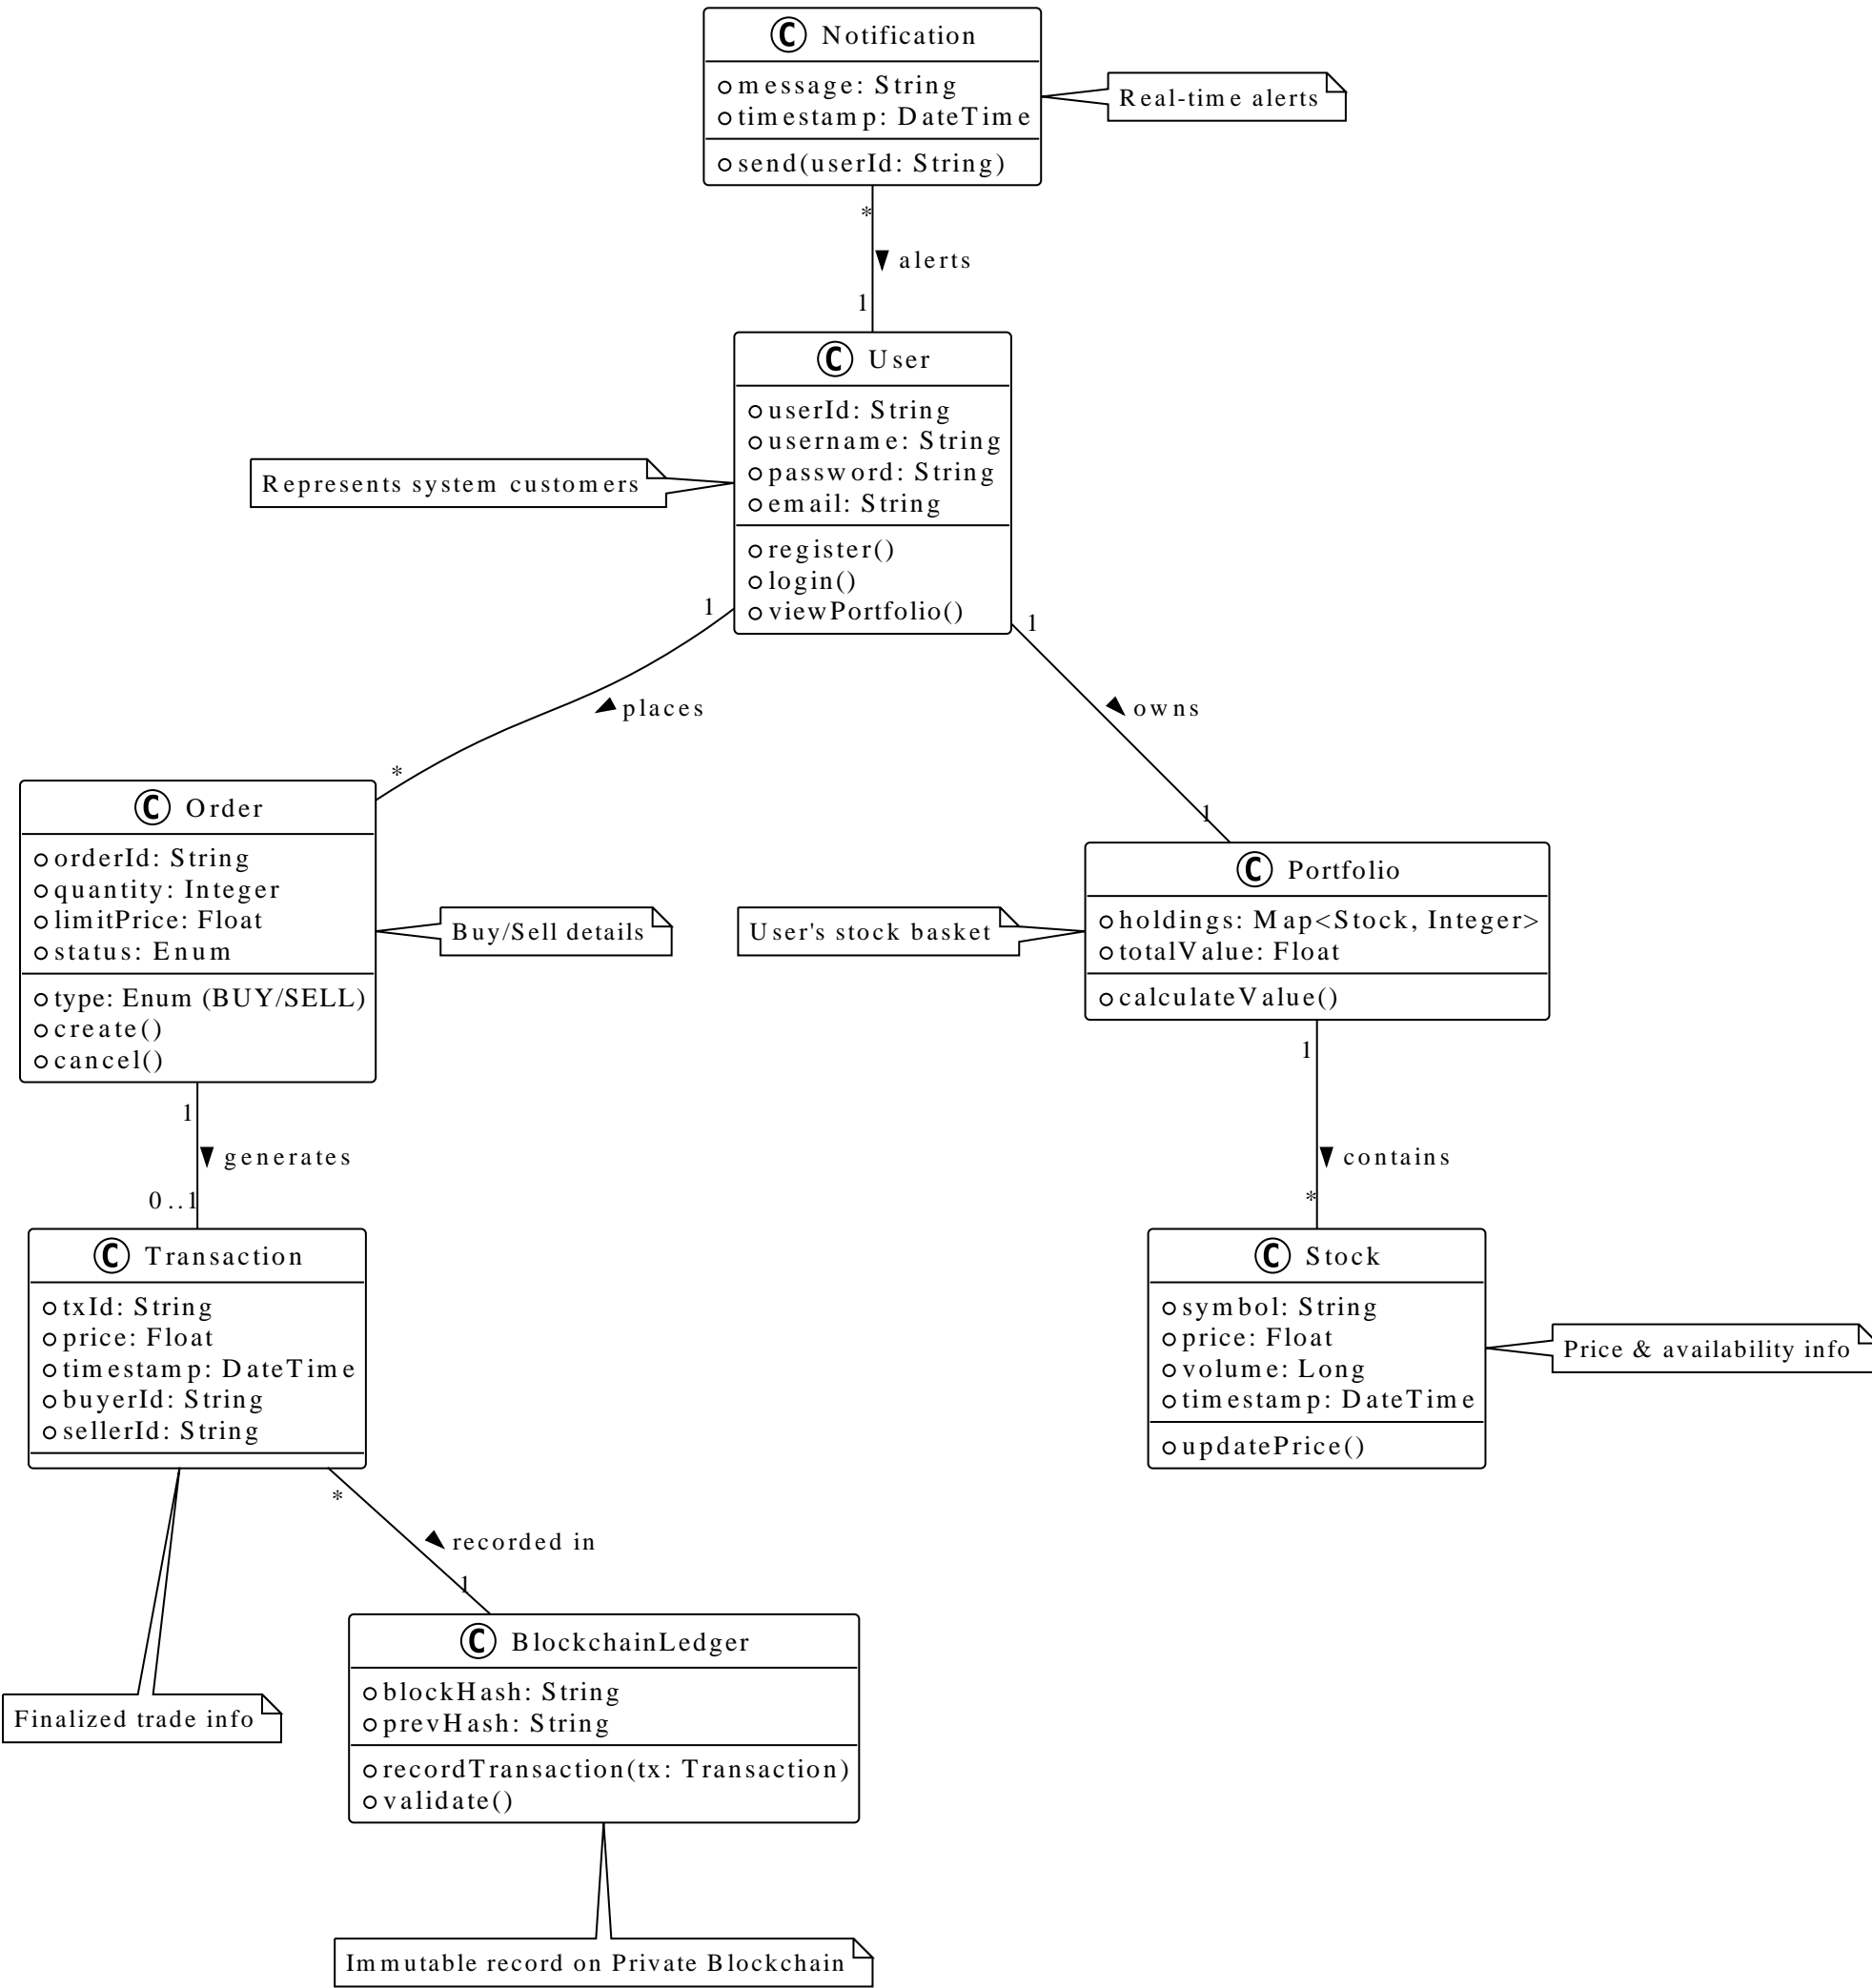 C Notification
message: String
timestamp: DateTime
send(userId: String)
Real-time alerts
*
alerts
1
C User
userId: String
username: String
password: String
email: String
register()
login()
viewPortfolio()
Represents system customers
1
1
places
owns
*
1
C Order
orderId: String
quantity: Integer
limitPrice: Float
status: Enum
type: Enum (BUY/SELL)
create()
cancel()
Buy/Sell details
User's stock basket
C Portfolio
holdings: Map<Stock, Integer>
totalValue: Float
calculateValue()
1
generates
0..1
1
contains
*
C Transaction
txId: String
price: Float
timestamp: DateTime
buyerId: String
sellerId: String
C Stock
symbol: String
price: Float
volume: Long
timestamp: DateTime
updatePrice()
Price & availability info
*
recorded in
1
Finalized trade info
C BlockchainLedger
blockHash: String
prevHash: String
recordTransaction(tx: Transaction)
validate()
Immutable record on Private Blockchain